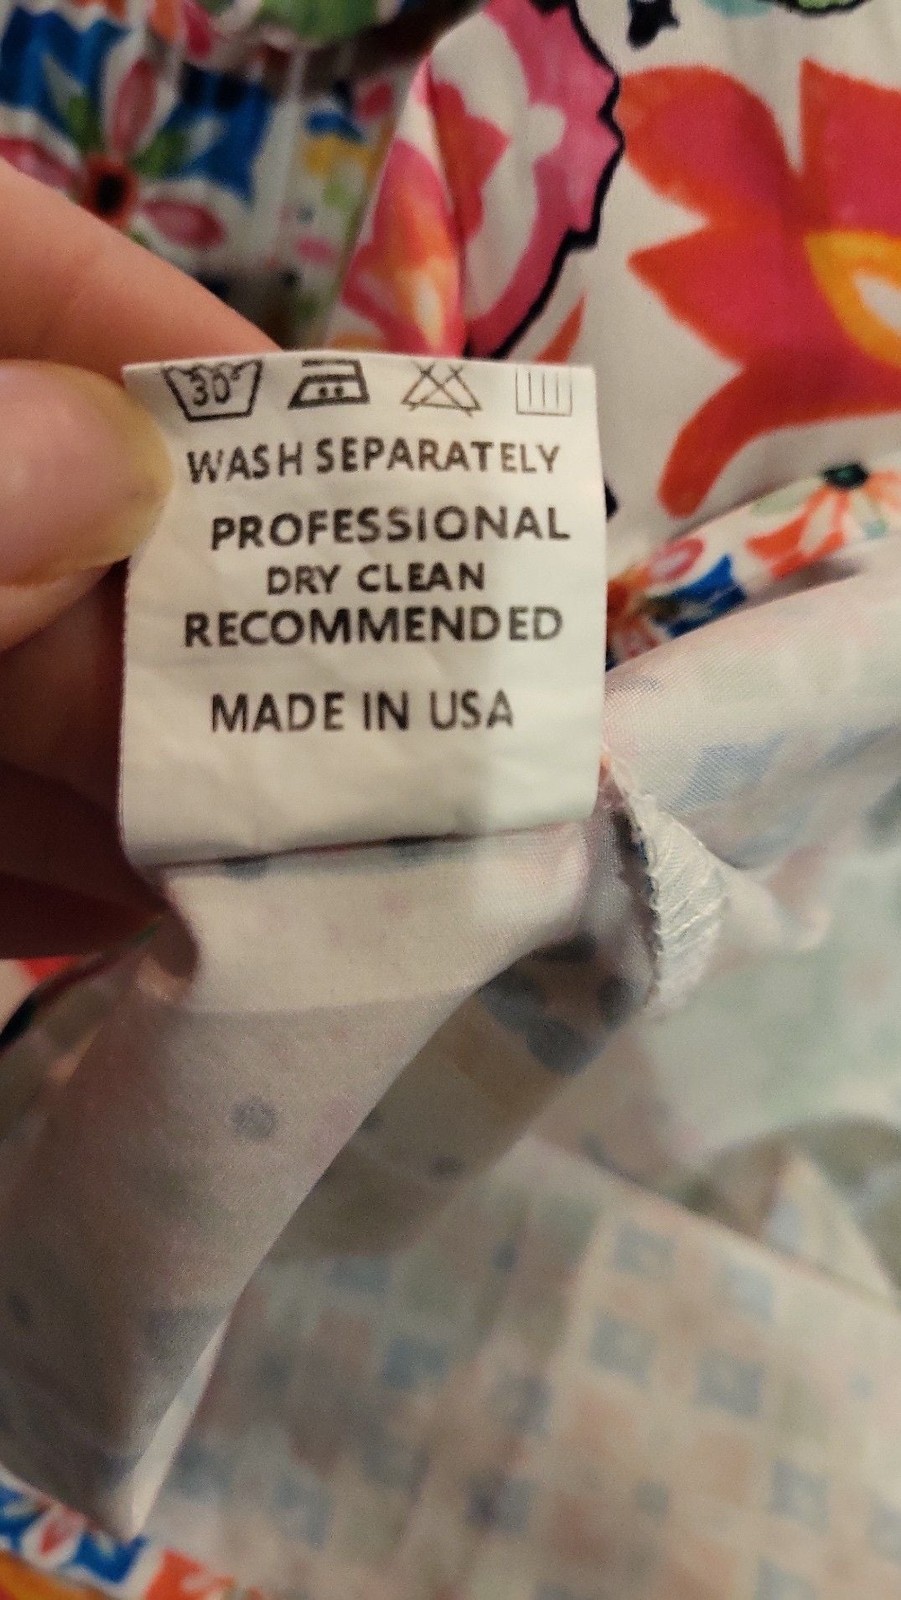 30°
WASH SEPARATELY
PROFESSIONAL
DRY CLEAN
RECOMMENDED
MADE IN USA